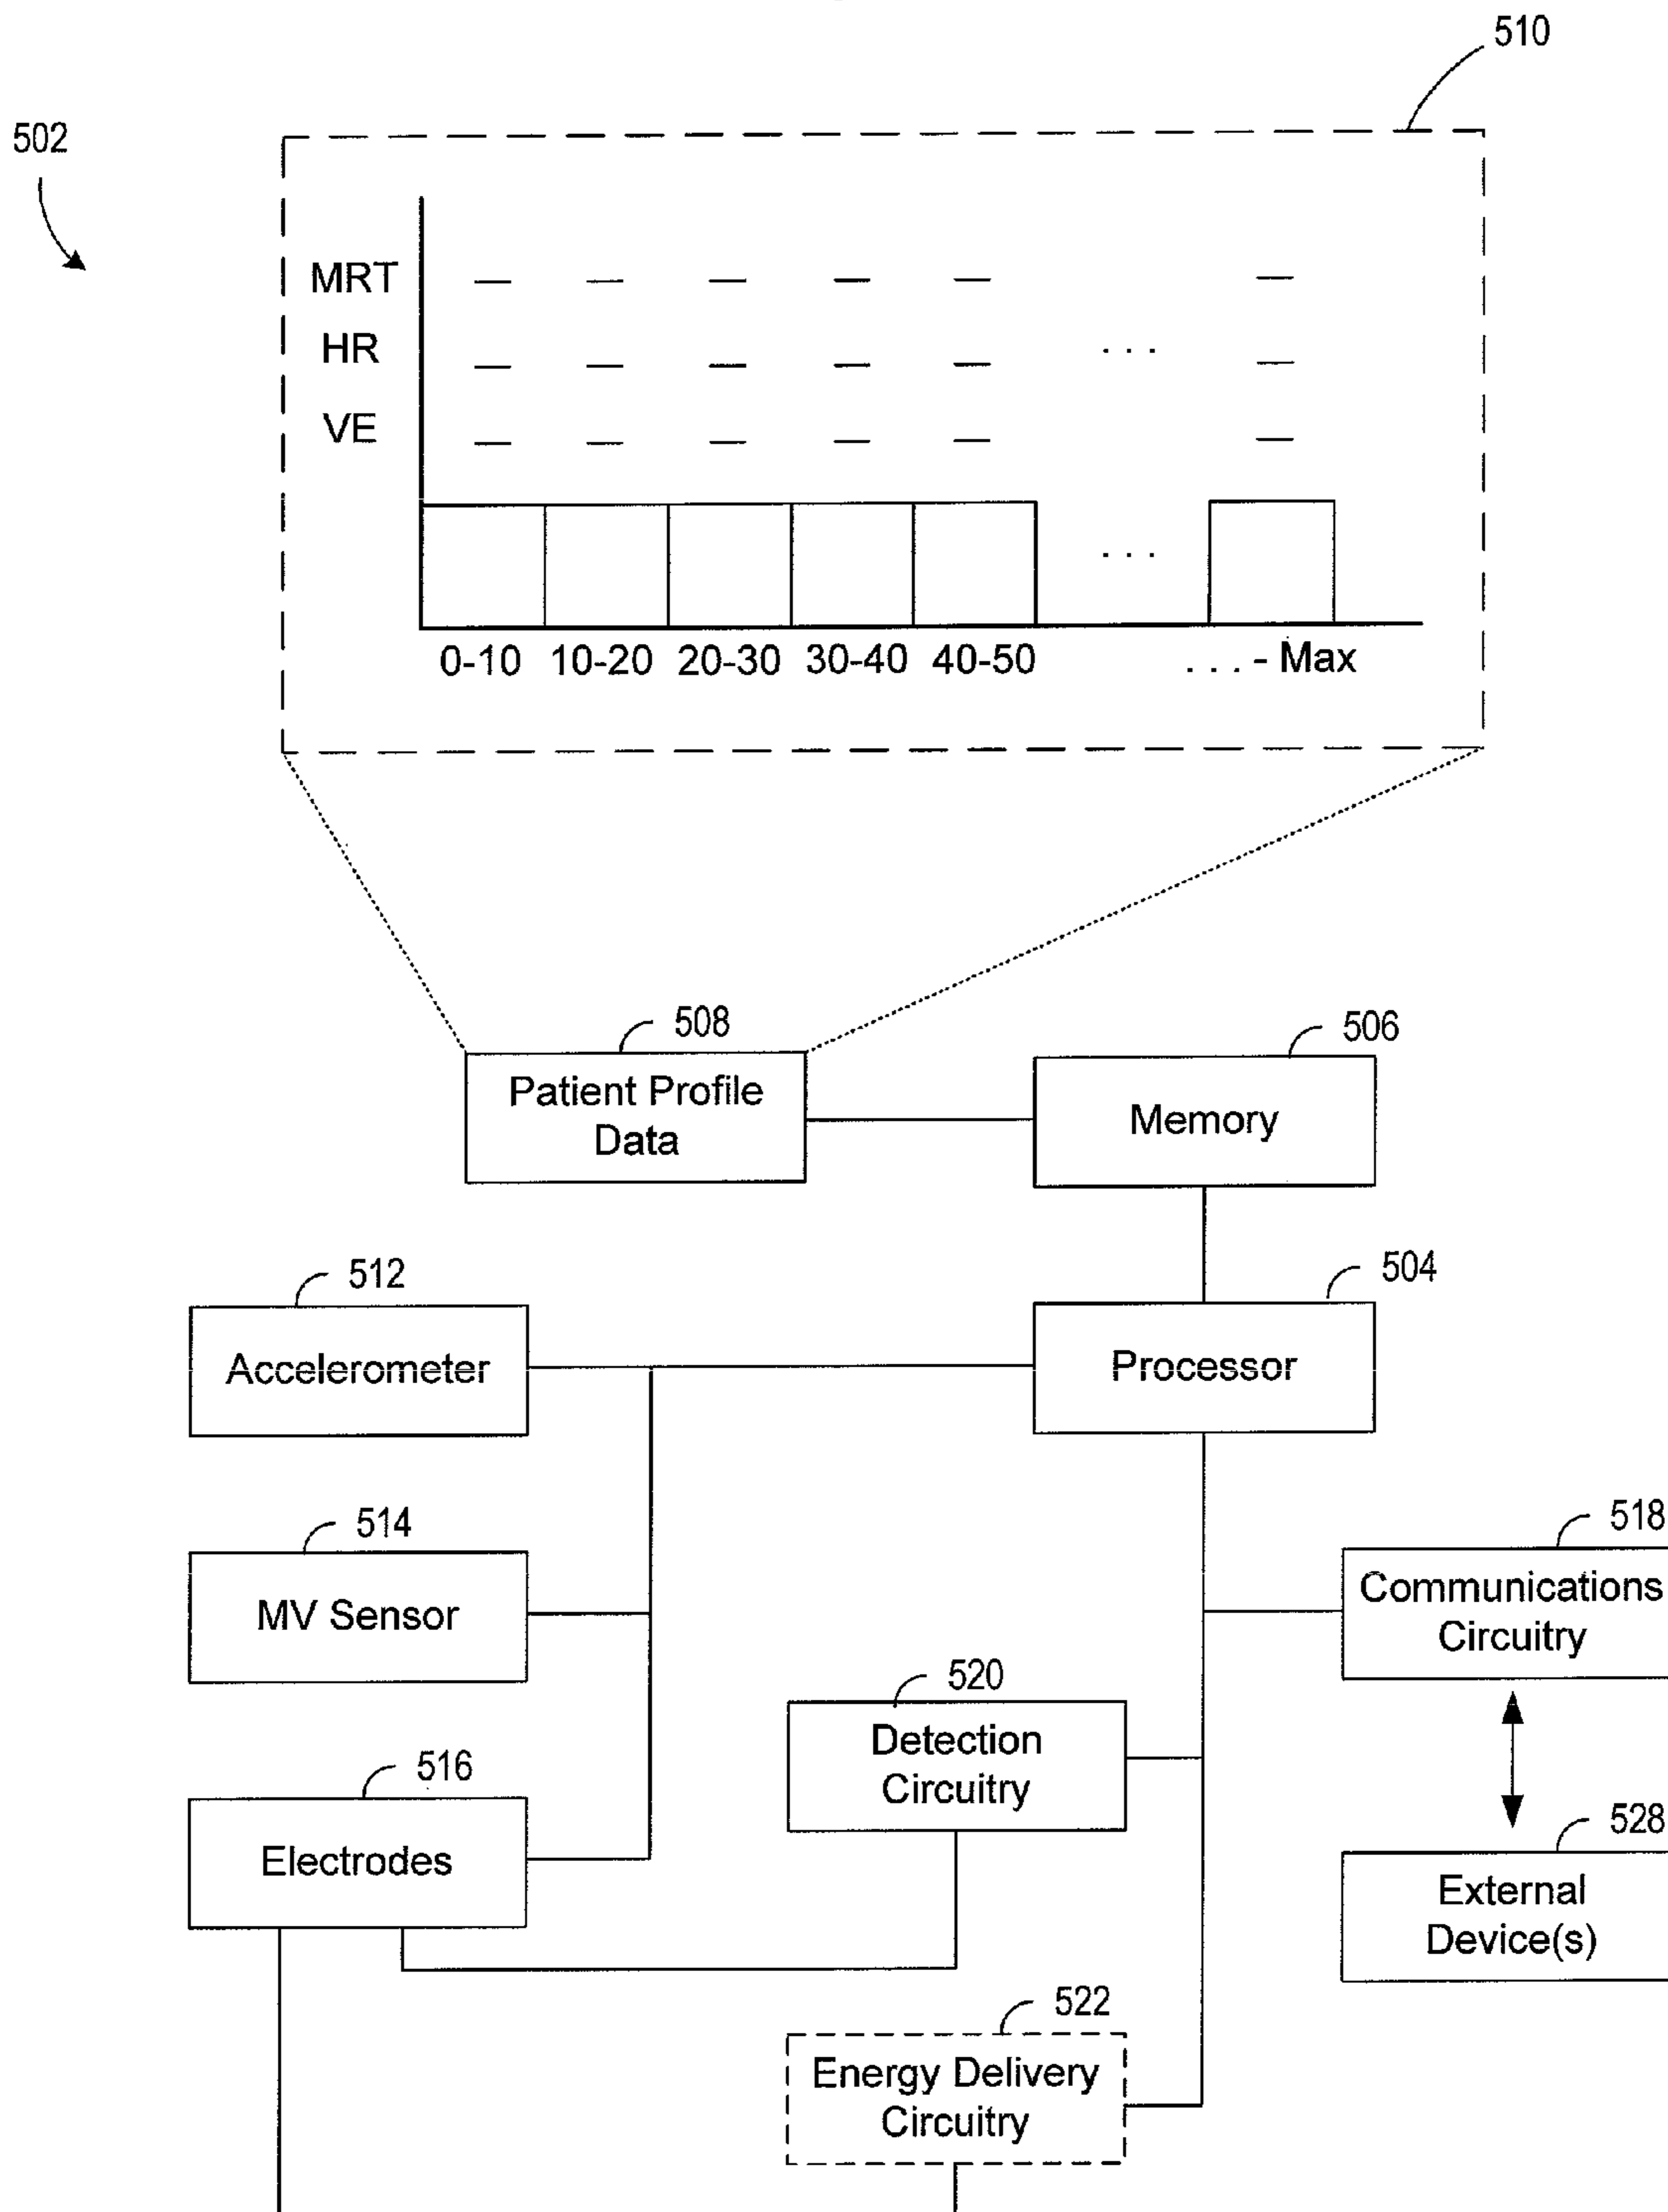 510
502
MRT
HR
. . .
VE
. . .
0-10 10-20 20-30 30-40 40-50 . . . - Max
508
506
Patient Profile
Data
Memory
512
504
Accelerometer
Processor
514
518
MV Sensor
Communications
Circuitry
520
Detection
Circuitry
516
528
Electrodes
External
Device(s)
522
Energy Delivery
Circuitry